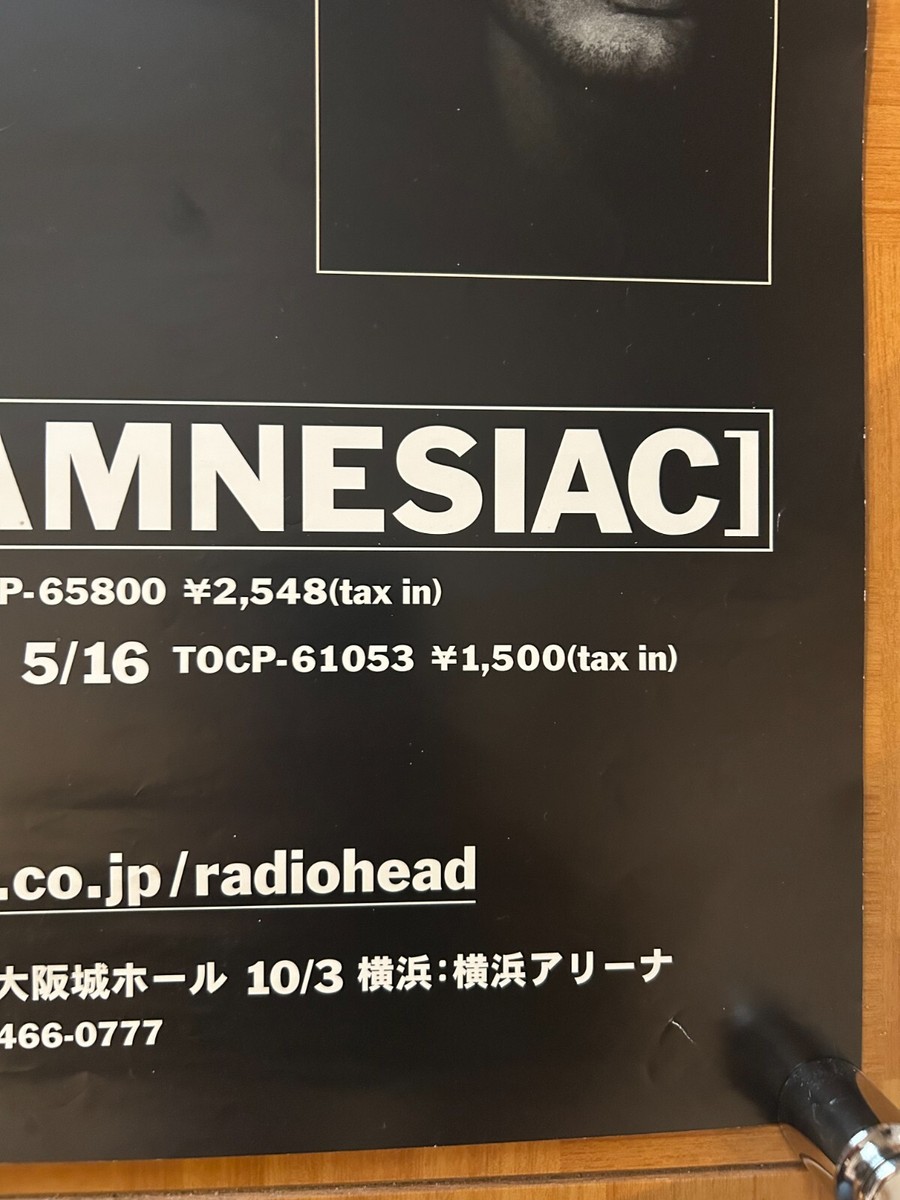 AMNESIAC]
P-65800 ¥2,548(tax in)
5/16 TOCP-61053 ¥1,500(tax in)
.co.jp/radiohead
大阪城ホール 10/3 横浜:横浜アリーナ
466-0777